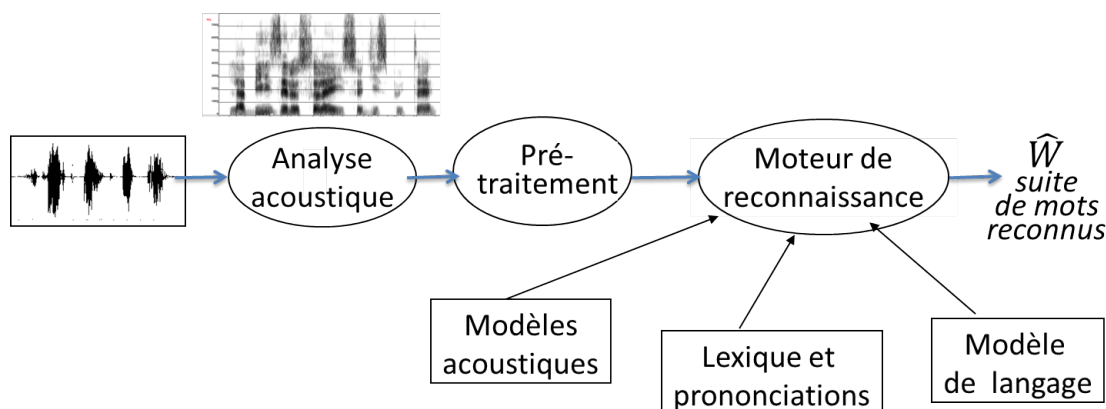 Analyse
acoustique
Pré-
traitement
Moteur de
reconnaissance
Ŵ
suite
de mots
reconnus
Modèles
acoustiques
Lexique et
prononciations
Modèle
de langage